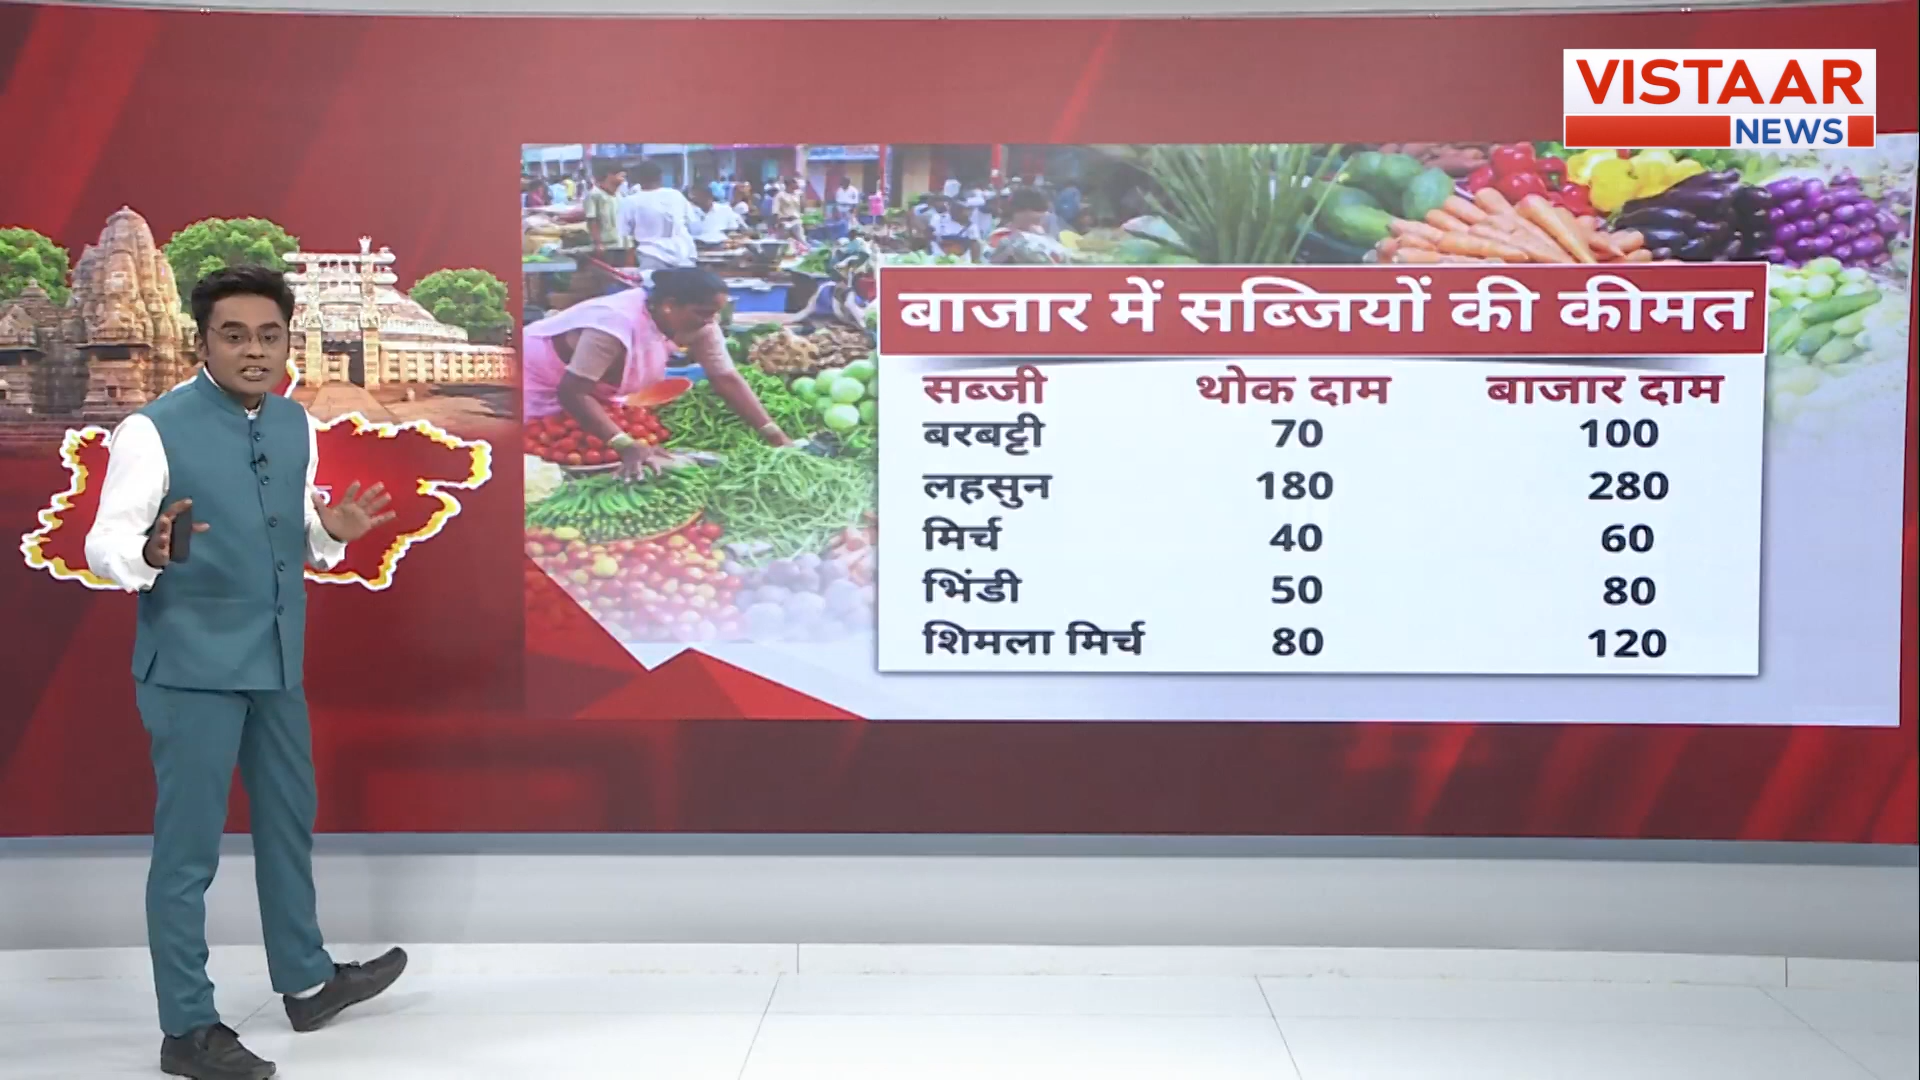 VISTAAR
NEWS
बाजार में सब्जियों की कीमत
सब्जी थोक दाम बाजार दाम
बरबट्टी 70 100
लहसुन 180 280
मिर्च 40 60
भिंडी 50 80
शिमला मिर्च 80 120